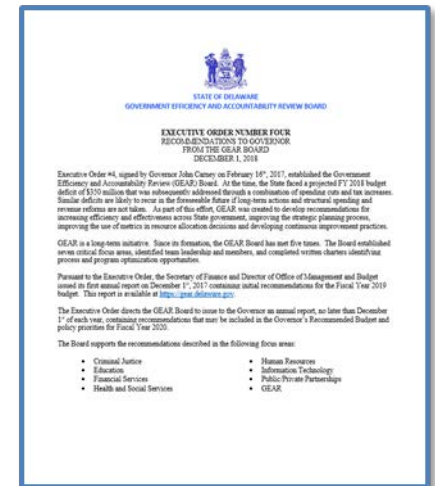 STATE OF DELAWARE
GOVERNMENT EFFICIENCY AND ACCOUNTABILITY REVIEW BOARD
EXECUTIVE ORDER NUMBER FOUR
RECOMMENDATIONS TO GOVERNOR
FROM THE GEAR BOARD
DECEMBER 1, 2018
Executive Order #4, signed by Governor John Carney on February 16th, 2017, established the Government
Efficiency and Accountability Review (GEAR) Board. At the time, the State faced a projected FY 2018 budget
deficit of $350 million that was subsequently addressed through a combination of spending cuts and tax increases.
Similar deficits are likely to recur in the foreseeable future if long-term actions and structural spending and
revenue reforms are not taken. As part of this effort, GEAR was created to develop recommendations for
increasing efficiency and effectiveness across State government, improving the strategic planning process,
improving the use of metrics in resource allocation decisions and developing continuous improvement practices.
GEAR is a long-term initiative. Since its formation, the GEAR Board has met five times. The Board established
seven critical focus areas, identified team leadership and members, and completed written charters identifying
process and program optimization opportunities.
Pursuant to the Executive Order, the Secretary of Finance and Director of Office of Management and Budget
issued its first annual report on December 1st, 2017 containing initial recommendations for the Fiscal Year 2019
budget. This report is available at https://gear.delaware.gov.
The Executive Order directs the GEAR Board to issue to the Governor an annual report, no later than December
1st of each year, containing recommendations that may be included in the Governor's Recommended Budget and
policy priorities for Fiscal Year 2020.
The Board supports the recommendations described in the following focus areas:
• Criminal Justice
• Education
• Financial Services
• Health and Social Services
• Human Resources
• Information Technology
• Public/Private Partnerships
• GEAR